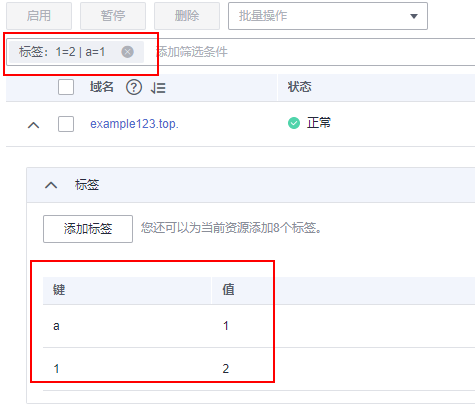 启用 暂停 删除 批量操作
标签：1=2 | a=1 添加筛选条件
域名 状态
example123.top. 正常
标签
添加标签 您还可以为当前资源添加8个标签。
键 值
a 1
1 2